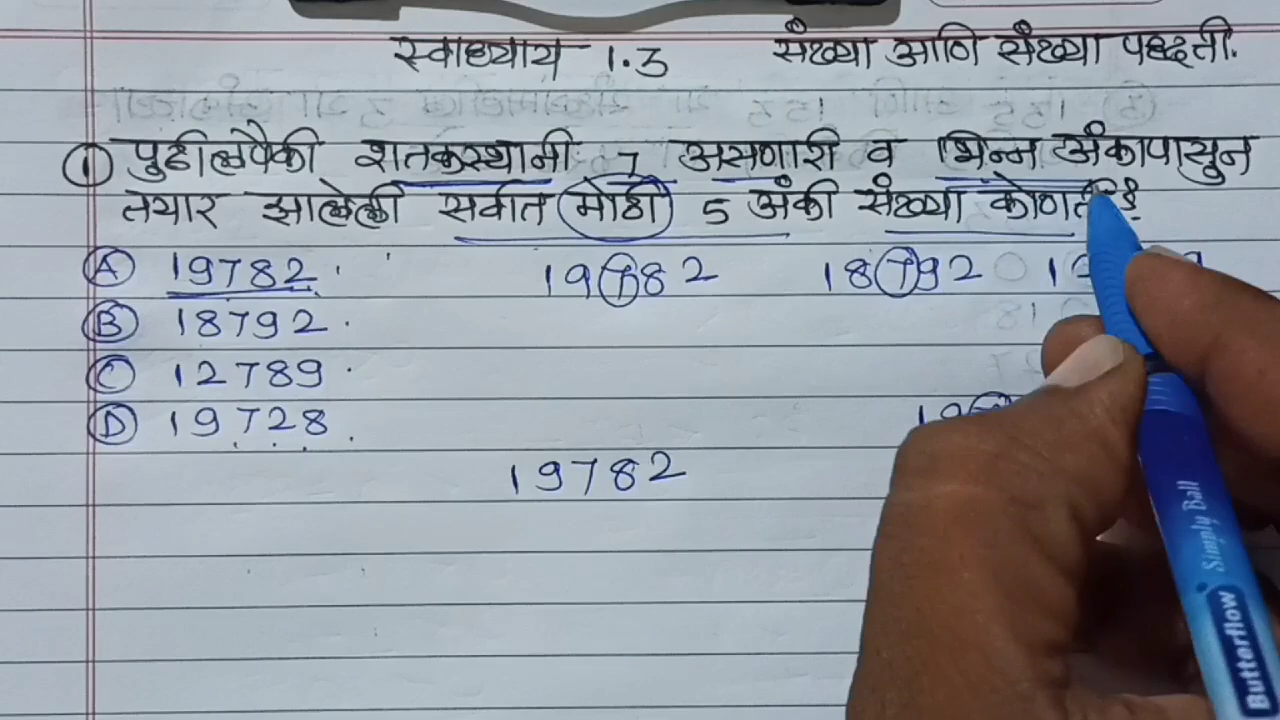 स्वाध्याय 1.3 संख्या आणि संख्या पद्धती.
① पुढीलपैकी शतकस्थानी 7 असणारी व भिन्न अंकापासुन
तयार झालेली सर्वात मोठी 5 अंकी संख्या कोणती?
Ⓐ 19782 19782 18792
Ⓑ 18792
Ⓒ 12789
Ⓓ 19728
19782
Simply Ball
Butterflow